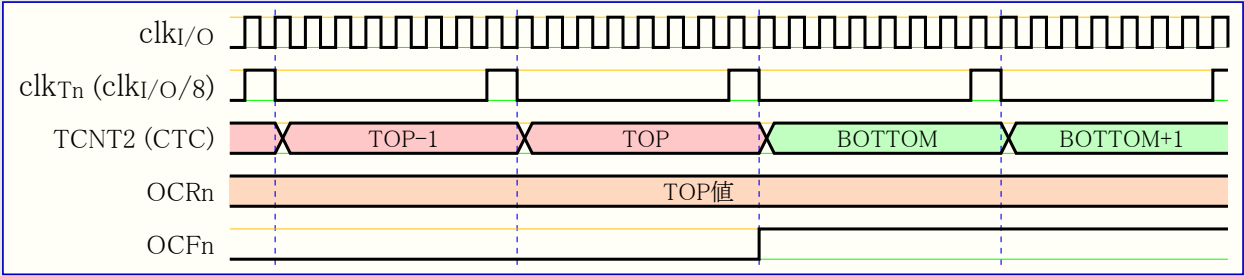 clkI/O
clkTn (clkI/O/8)
TCNT2 (CTC) TOP-1 TOP BOTTOM BOTTOM+1
OCRn TOP値
OCFn